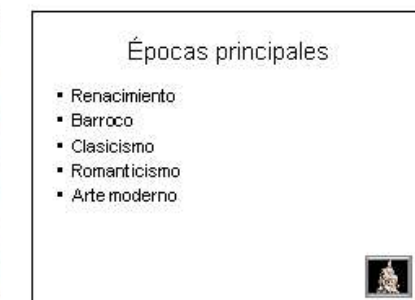 Épocas principales
▪ Renacimiento
▪ Barroco
▪ Clasicismo
▪ Romanticismo
▪ Arte moderno